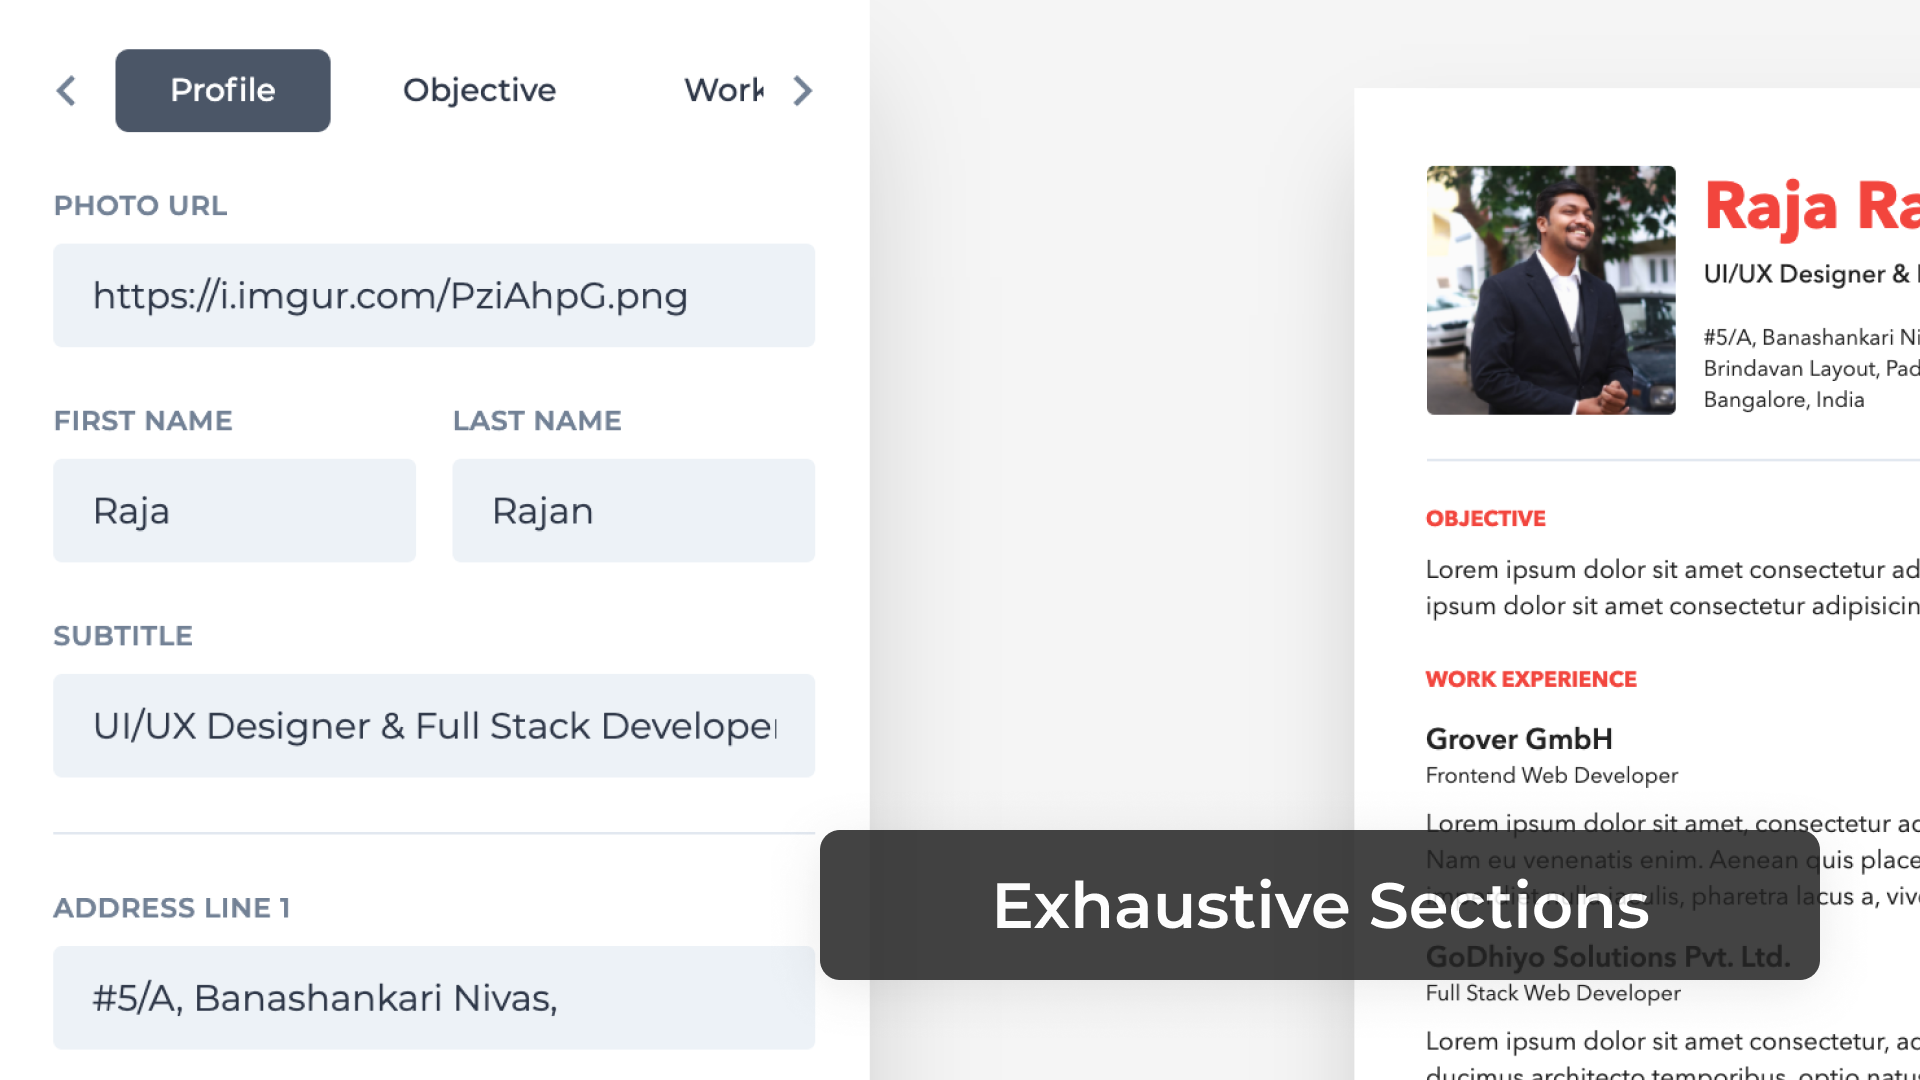 Profile
Objective
Work
PHOTO URL
https://i.imgur.com/PziAhpG.png
FIRST NAME
LAST NAME
Raja
Rajan
SUBTITLE
UI/UX Designer & Full Stack Developer
ADDRESS LINE 1
#5/A, Banashankari Nivas,
Raja Ra
UI/UX Designer &
#5/A, Banashankari Ni
Brindavan Layout, Pad
Bangalore, India
OBJECTIVE
Lorem ipsum dolor sit amet consectetur ad
ipsum dolor sit amet consectetur adipisicin
WORK EXPERIENCE
Grover GmbH
Frontend Web Developer
Lorem ipsum dolor sit amet, consectetur ac
Nam eu venenatis enim. Aenean quis place
imperdiet nulla iaculis, pharetra lacus a, viv
Exhaustive Sections
GoDhiyo Solutions Pvt. Ltd.
Full Stack Web Developer
Lorem ipsum dolor sit amet consectetur, ac
ducimus architecto temporibus, optio natus